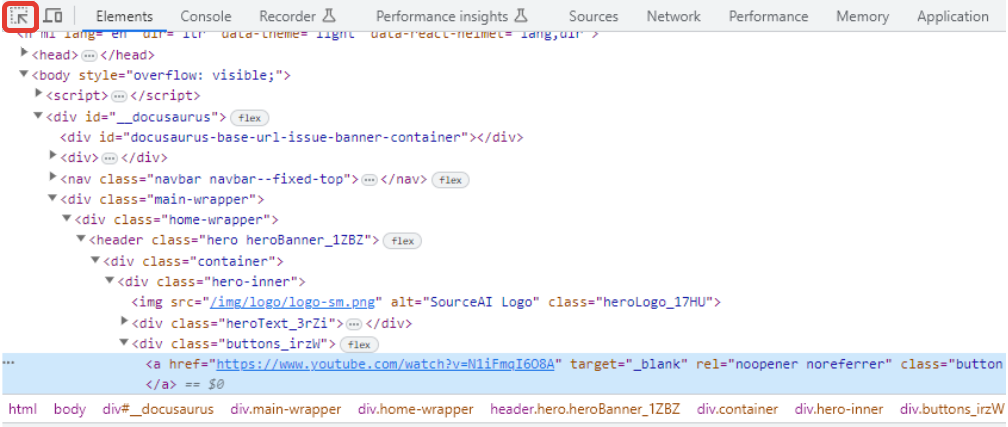 Elements Console Recorder Performance insights Sources Network Performance Memory Application
<html lang="en" dir="ltr" data-theme="light" data-react-helmet="lang,dir">
<head> ⋯ </head>
<body style="overflow: visible;">
<script> ⋯ </script>
<div id="__docusaurus"> flex
<div id="docusaurus-base-url-issue-banner-container"></div>
<div> ⋯ </div>
<nav class="navbar navbar--fixed-top"> ⋯ </nav> flex
<div class="main-wrapper">
<div class="home-wrapper">
<header class="hero heroBanner_1ZBZ"> flex
<div class="container">
<div class="hero-inner">
<img src="/img/logo/logo-sm.png" alt="SourceAI Logo" class="heroLogo_17HU">
<div class="heroText_3rZi"> ⋯ </div>
<div class="buttons_irzW"> flex
<a href="https://www.youtube.com/watch?v=N1iFmqI6O8A" target="_blank" rel="noopener noreferrer" class="button
</a> == $0
html body div#__docusaurus div.main-wrapper div.home-wrapper header.hero.heroBanner_1ZBZ div.container div.hero-inner div.buttons_irzW